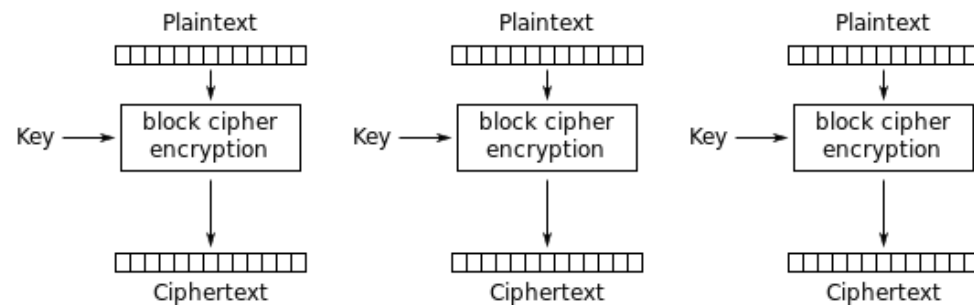 Plaintext Plaintext Plaintext
Key block cipher encryption Key block cipher encryption Key block cipher encryption
Ciphertext Ciphertext Ciphertext